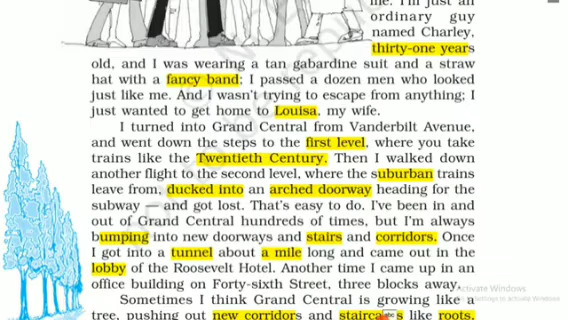 me. I'm just an
ordinary guy
named Charley,
thirty-one years
old, and I was wearing a tan gabardine suit and a straw
hat with a fancy band; I passed a dozen men who looked
just like me. And I wasn't trying to escape from anything; I
just wanted to get home to Louisa, my wife.
I turned into Grand Central from Vanderbilt Avenue,
and went down the steps to the first level, where you take
trains like the Twentieth Century. Then I walked down
another flight to the second level, where the suburban trains
leave from, ducked into an arched doorway heading for the
subway — and got lost. That's easy to do. I've been in and
out of Grand Central hundreds of times, but I'm always
bumping into new doorways and stairs and corridors. Once
I got into a tunnel about a mile long and came out in the
lobby of the Roosevelt Hotel. Another time I came up in an
office building on Forty-sixth Street, three blocks away.
Activate Windows
Go to Settings to activate Windows
Sometimes I think Grand Central is growing like a
tree, pushing out new corridors and staircases like roots.